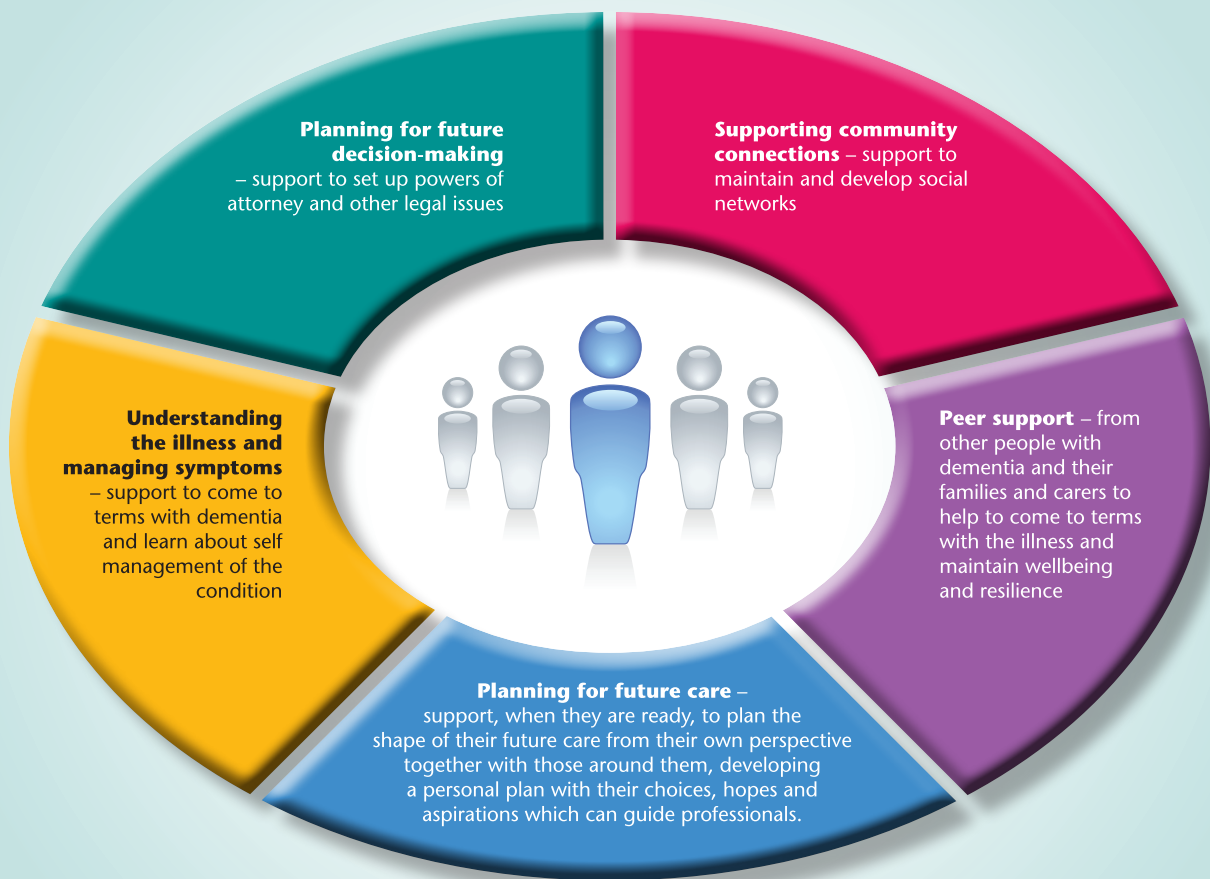 Planning for future
decision-making
– support to set up powers of
attorney and other legal issues
Supporting community
connections – support to
maintain and develop social
networks
Understanding
the illness and
managing symptoms
– support to come to
terms with dementia
and learn about self
management of the
condition
Peer support – from
other people with
dementia and their
families and carers to
help to come to terms
with the illness and
maintain wellbeing
and resilience
Planning for future care –
support, when they are ready, to plan the
shape of their future care from their own perspective
together with those around them, developing
a personal plan with their choices, hopes and
aspirations which can guide professionals.